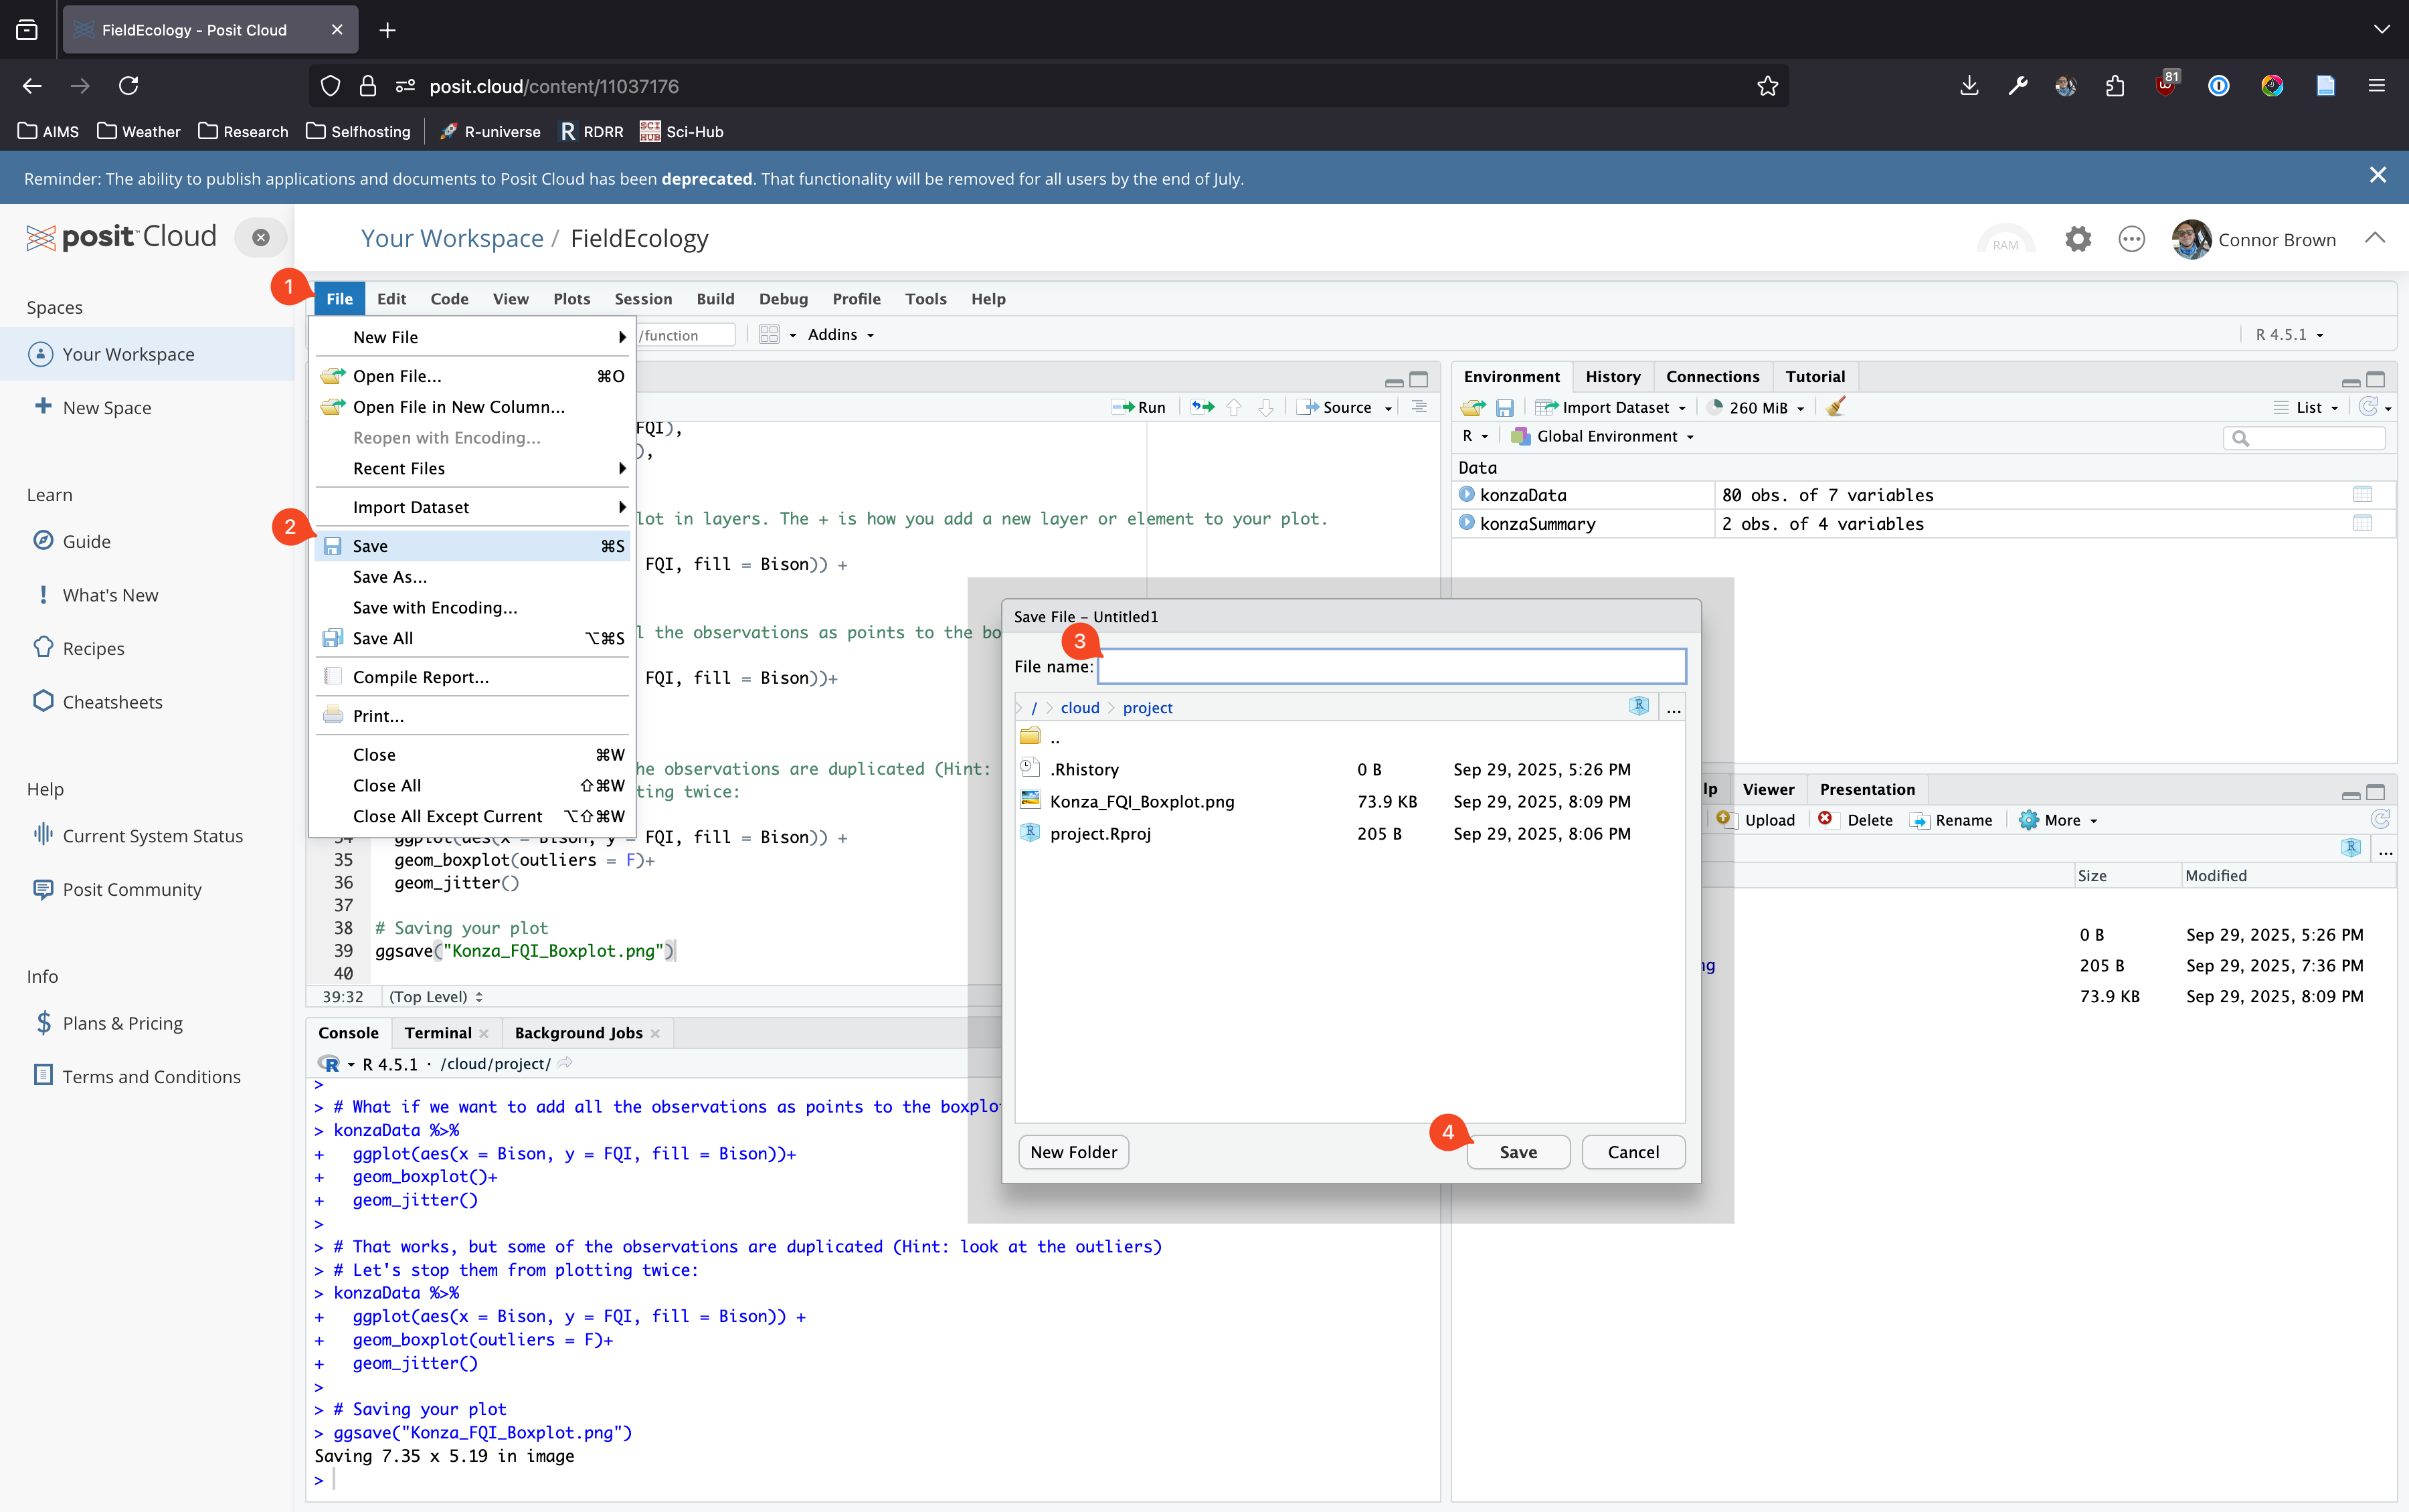 FieldEcology - Posit Cloud
posit.cloud/content/11037176
81
AIMS Weather Research Selfhosting R-universe R RDRR SCI HUB Sci-Hub
Reminder: The ability to publish applications and documents to Posit Cloud has been deprecated. That functionality will be removed for all users by the end of July.
posit Cloud
Your Workspace / FieldEcology
RAM
Connor Brown
Spaces
Your Workspace
New Space
Learn
Guide
What's New
Recipes
Cheatsheets
Help
Current System Status
Posit Community
Info
Plans & Pricing
Terms and Conditions
1
File Edit Code View Plots Session Build Debug Profile Tools Help
/function
Addins
R 4.5.1
New File
Open File... ⌘O
Open File in New Column...
Reopen with Encoding...
Recent Files
Import Dataset
2
Save ⌘S
Save As...
Save with Encoding...
Save All ⌥⌘S
Compile Report...
Print...
Close ⌘W
Close All ⇧⌘W
Close All Except Current ⌥⇧⌘W
Run Source
FQI),
),
lot in layers. The + is how you add a new layer or element to your plot.
FQI, fill = Bison)) +
l the observations as points to the bo
FQI, fill = Bison))+
he observations are duplicated (Hint:
ting twice:
34 ggplot(aes(x = Bison, y = FQI, fill = Bison)) +
35 geom_boxplot(outliers = F)+
36 geom_jitter()
37
38 # Saving your plot
39 ggsave("Konza_FQI_Boxplot.png")
40
39:32 (Top Level)
Console Terminal Background Jobs
R 4.5.1 · /cloud/project/
>
> # What if we want to add all the observations as points to the boxplo
> konzaData %>%
+ ggplot(aes(x = Bison, y = FQI, fill = Bison))+
+ geom_boxplot()+
+ geom_jitter()
>
> # That works, but some of the observations are duplicated (Hint: look at the outliers)
> # Let's stop them from plotting twice:
> konzaData %>%
+ ggplot(aes(x = Bison, y = FQI, fill = Bison)) +
+ geom_boxplot(outliers = F)+
+ geom_jitter()
>
> # Saving your plot
> ggsave("Konza_FQI_Boxplot.png")
Saving 7.35 x 5.19 in image
>
Environment History Connections Tutorial
Import Dataset 260 MiB List
R Global Environment
Data
konzaData 80 obs. of 7 variables
konzaSummary 2 obs. of 4 variables
Save File - Untitled1
3
File name:
/ cloud project
...
..
.Rhistory 0 B Sep 29, 2025, 5:26 PM
Konza_FQI_Boxplot.png 73.9 KB Sep 29, 2025, 8:09 PM
project.Rproj 205 B Sep 29, 2025, 8:06 PM
4
New Folder Save Cancel
lp Viewer Presentation
Upload Delete Rename More
...
Size Modified
0 B Sep 29, 2025, 5:26 PM
ng 205 B Sep 29, 2025, 7:36 PM
73.9 KB Sep 29, 2025, 8:09 PM